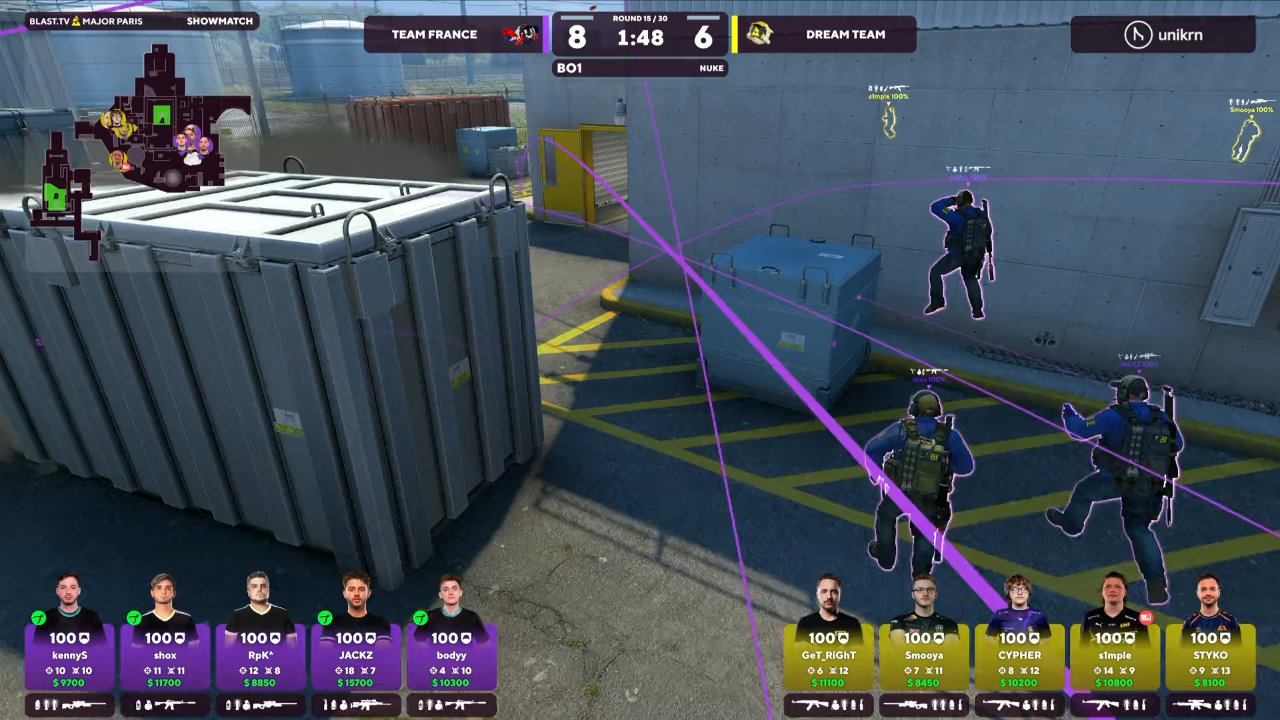 BLAST.TV MAJOR PARIS SHOWMATCH
TEAM FRANCE
8
ROUND 15 / 30
1:48
6
DREAM TEAM
unikrn
BO1 NUKE
s1mple 100%
Smooya 100%
shox 100%
A
B
100 100 100 100 100
kennyS shox RpK^ JACKZ bodyy
10 10 11 11 12 8 18 7 4 10
$9700 $11700 $8850 $15700 $10300
100 100 100 100 100
GeT_RiGhT Smooya CYPHER s1mple STYKO
6 12 7 11 8 12 14 9 9 13
$11100 $8450 $10200 $10800 $8100